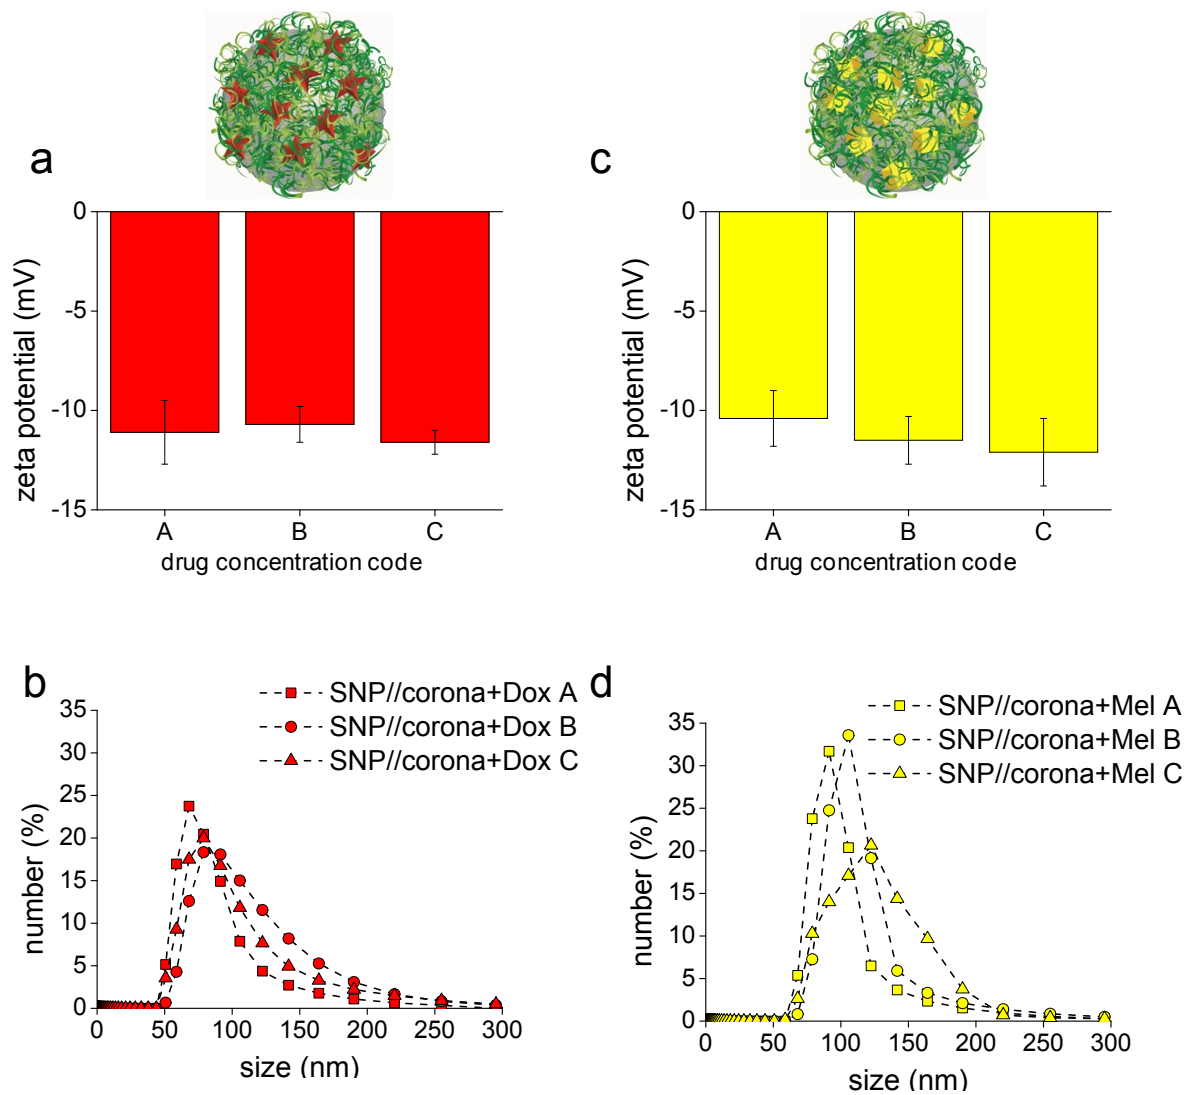 a
0
-5
-10
-15
zeta potential (mV)
A B C
drug concentration code
c
0
-5
-10
-15
zeta potential (mV)
A B C
drug concentration code
b
SNP//corona+Dox A
SNP//corona+Dox B
SNP//corona+Dox C
35
30
25
20
15
10
5
0
number (%)
0 50 100 150 200 250 300
size (nm)
d
SNP//corona+Mel A
SNP//corona+Mel B
SNP//corona+Mel C
35
30
25
20
15
10
5
0
number (%)
0 50 100 150 200 250 300
size (nm)